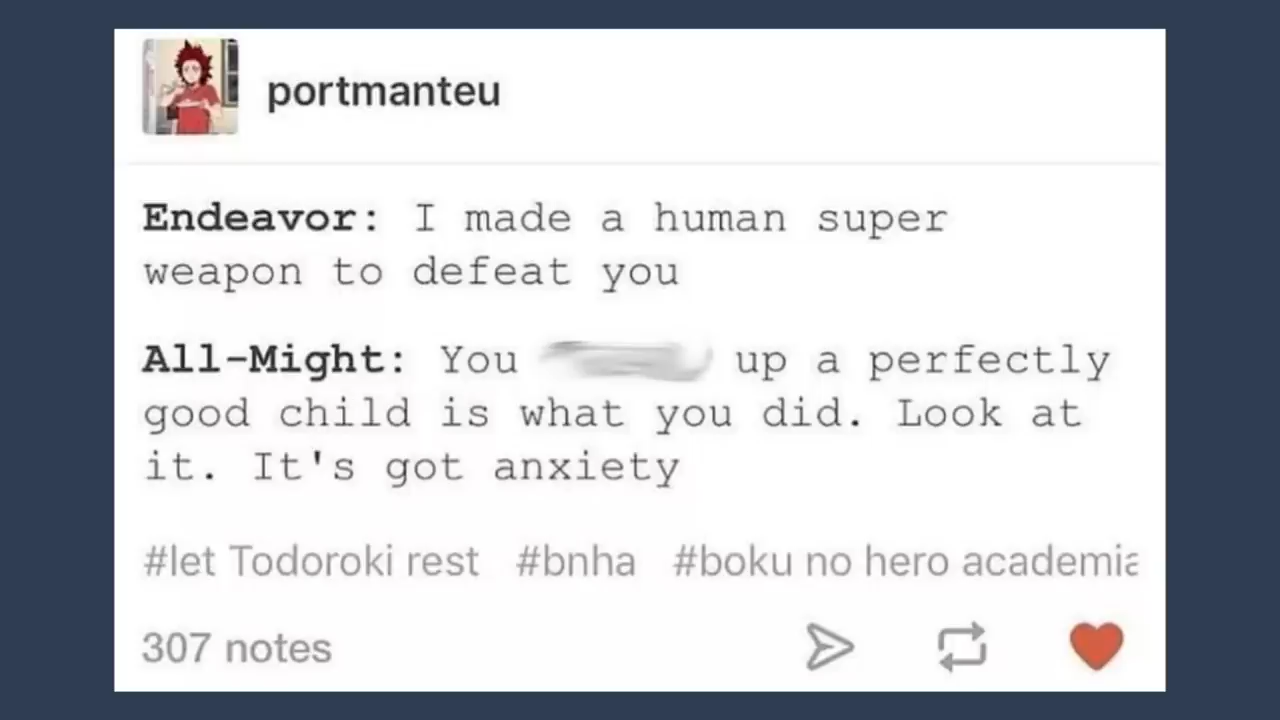 portmanteu
Endeavor: I made a human super
weapon to defeat you
All-Might: You up a perfectly
good child is what you did. Look at
it. It's got anxiety
#let Todoroki rest #bnha #boku no hero academia
307 notes